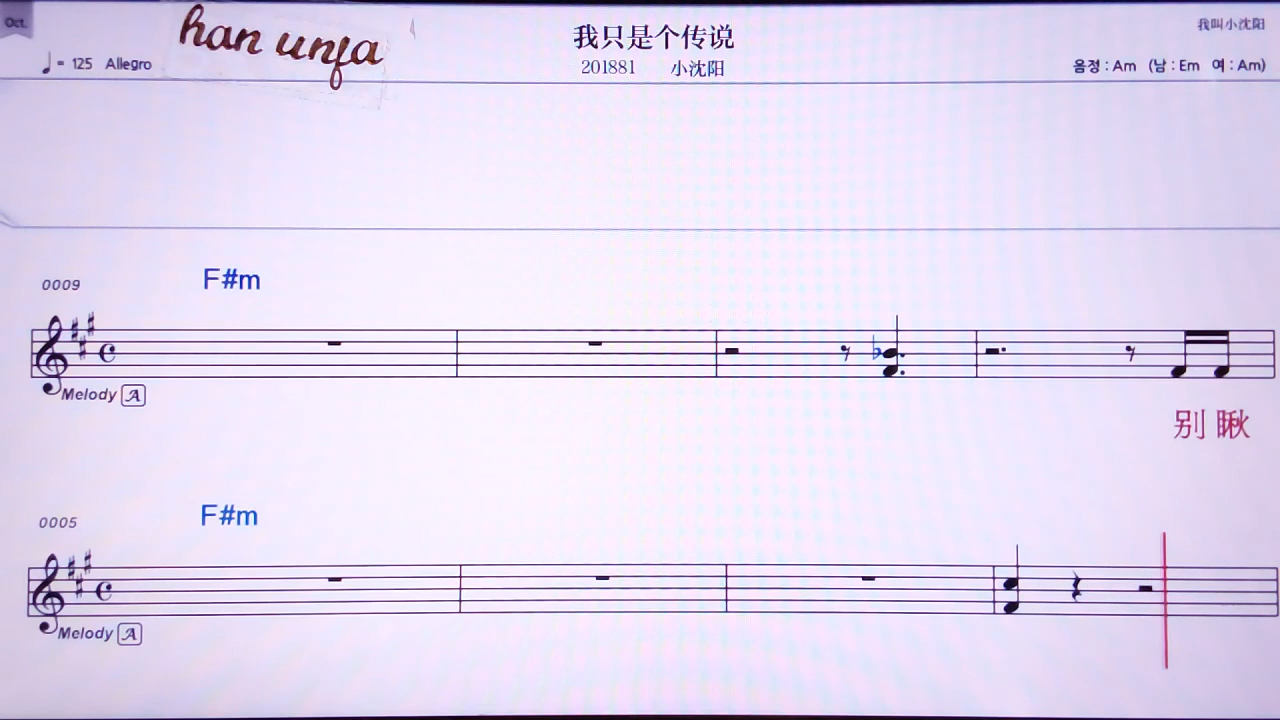 Oct.
han unfa
我只是个传说
我叫小沈阳
♩= 125 Allegro
201881 小沈阳
음정 : Am (남 : Em 여 : Am)
0009
F#m
Melody A
别 瞅
0005
F#m
Melody A